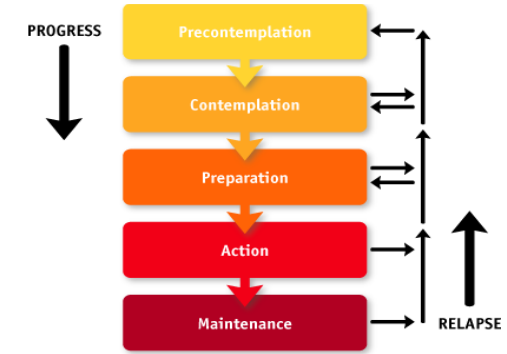 PROGRESS
Precontemplation
Contemplation
Preparation
Action
Maintenance
RELAPSE